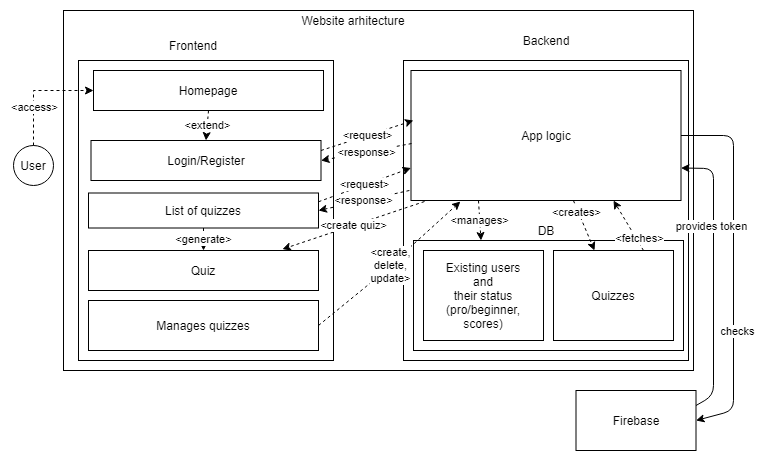 Website arhitecture
Frontend
Backend
Homepage
<access>
<extend>
User
Login/Register
<request>
<response>
App logic
<request>
<response>
List of quizzes
<create quiz>
<generate>
Quiz
<manages>
<creates>
<fetches>
DB
provides token
<create,
delete,
update>
Manages quizzes
Existing users
and
their status
(pro/beginner,
scores)
Quizzes
checks
Firebase